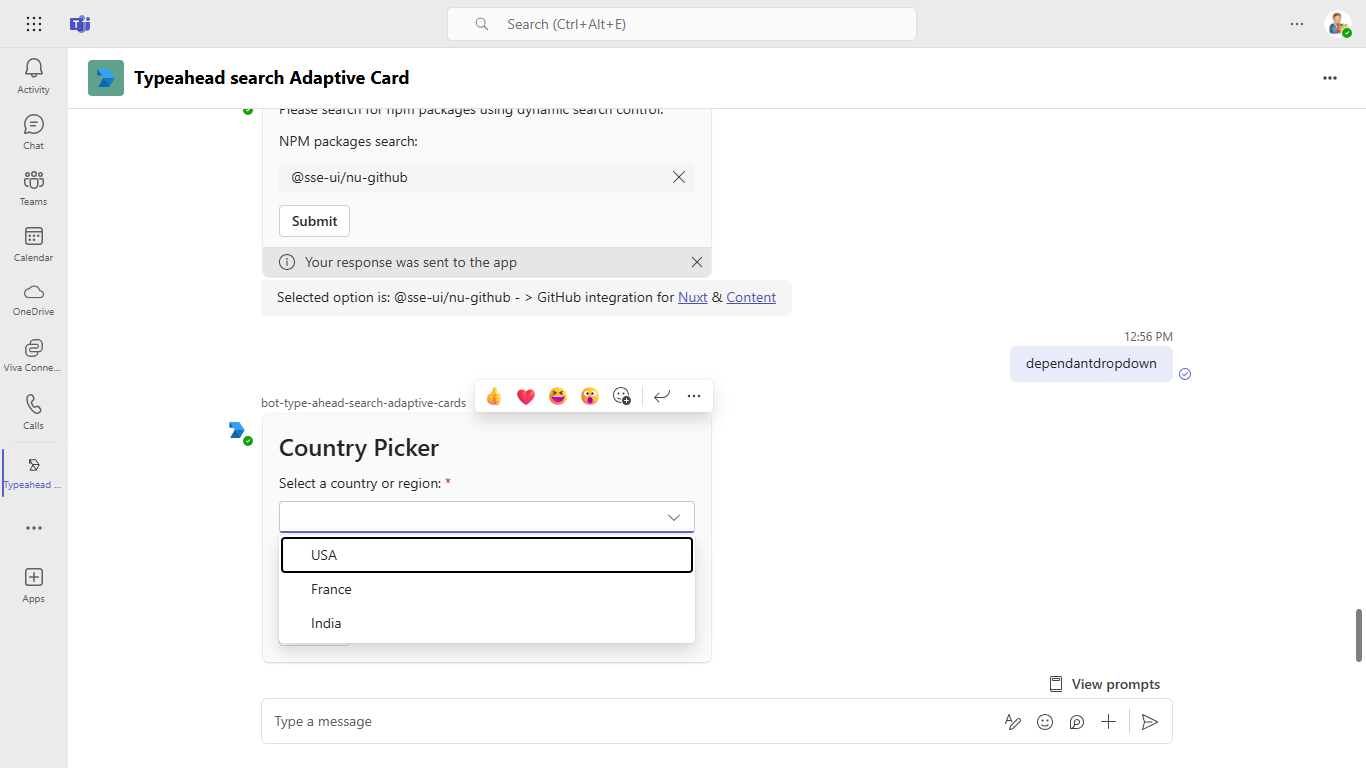 Search (Ctrl+Alt+E)
Typeahead search Adaptive Card
Activity
Chat
Teams
Calendar
OneDrive
Viva Conne...
Calls
Typeahead ...
Apps
Please search for npm packages using dynamic search control.
NPM packages search:
@sse-ui/nu-github
Submit
Your response was sent to the app
Selected option is: @sse-ui/nu-github - > GitHub integration for Nuxt & Content
12:56 PM
dependantdropdown
bot-type-ahead-search-adaptive-cards
Country Picker
Select a country or region: *
USA
France
India
View prompts
Type a message